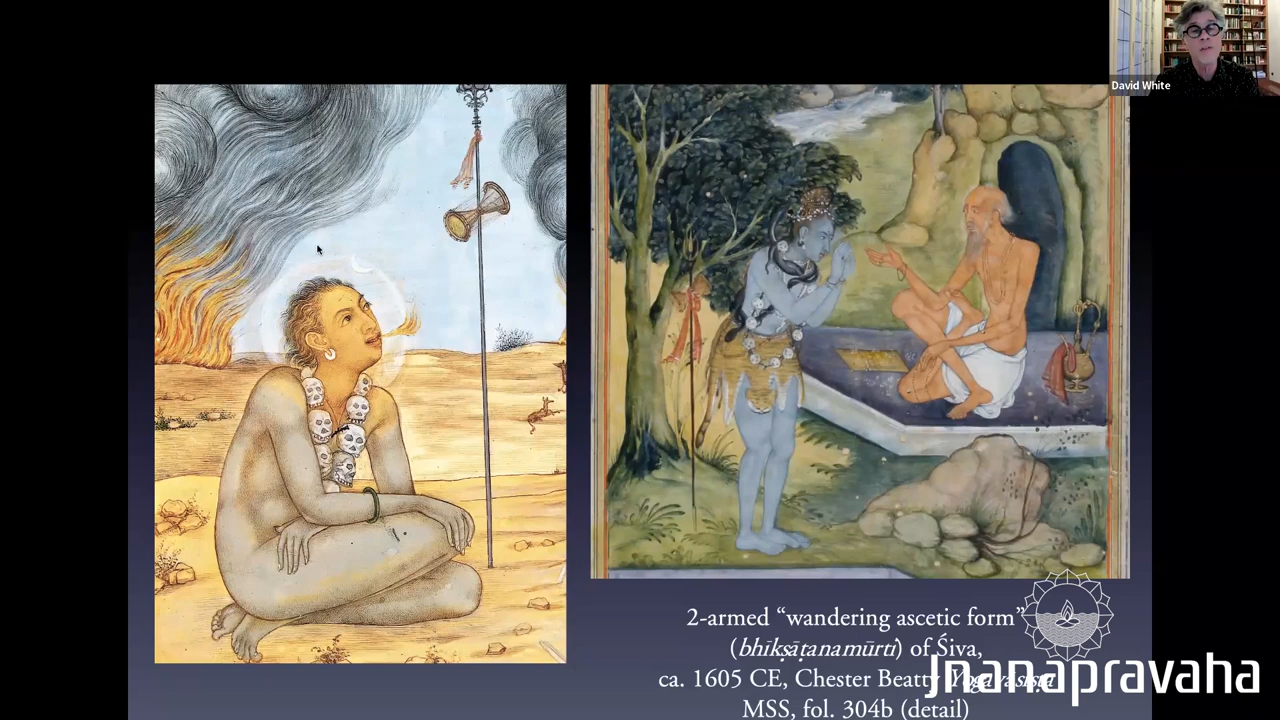 David White
2-armed “wandering ascetic form”
(bhīkṣāṭanamūrti) of Śiva,
ca. 1605 CE, Chester Beatty
MSS, fol. 304b (detail)
Jnanapravaha